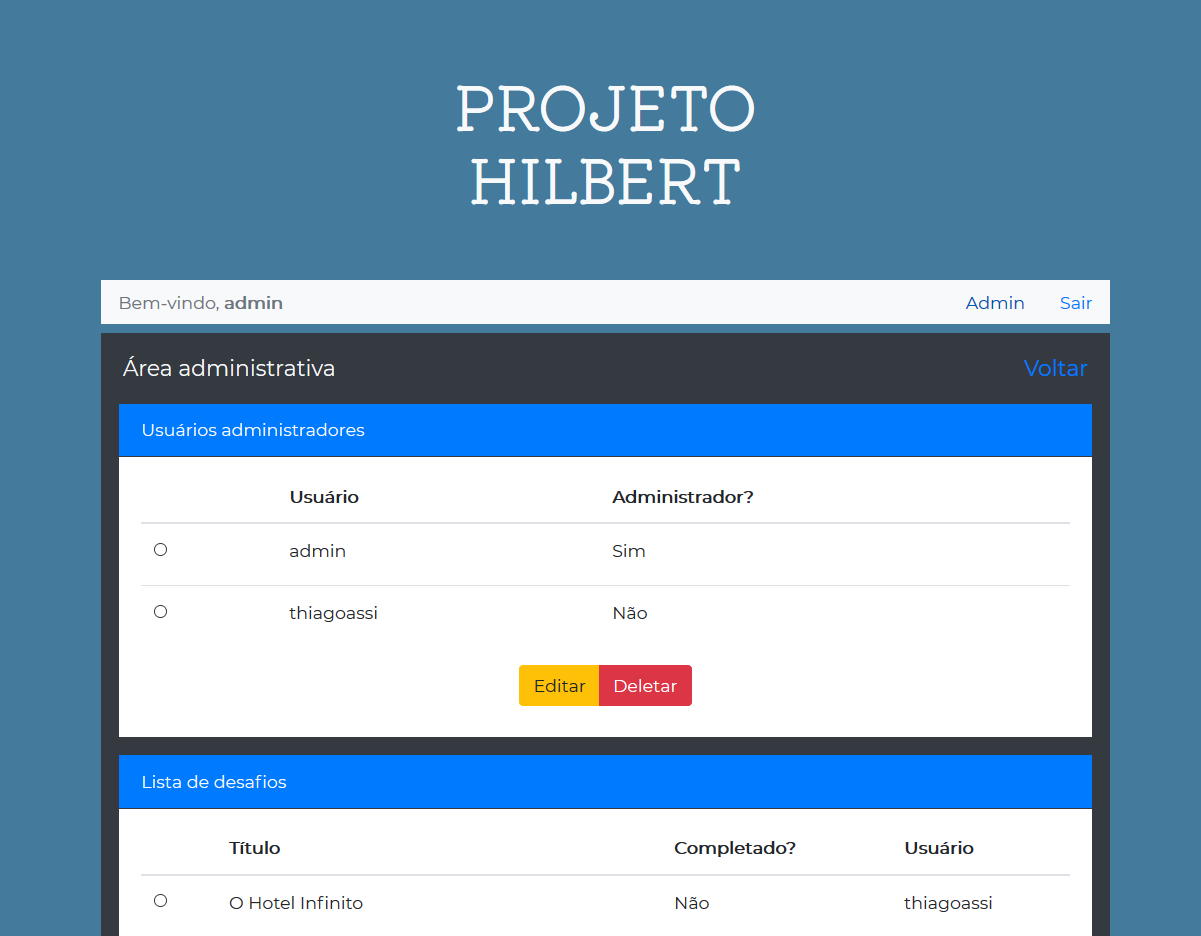 PROJETO
HILBERT
Bem-vindo, admin Admin Sair
Área administrativa Voltar
Usuários administradores
Usuário Administrador?
admin Sim
thiagoassi Não
Editar Deletar
Lista de desafios
Título Completado? Usuário
O Hotel Infinito Não thiagoassi